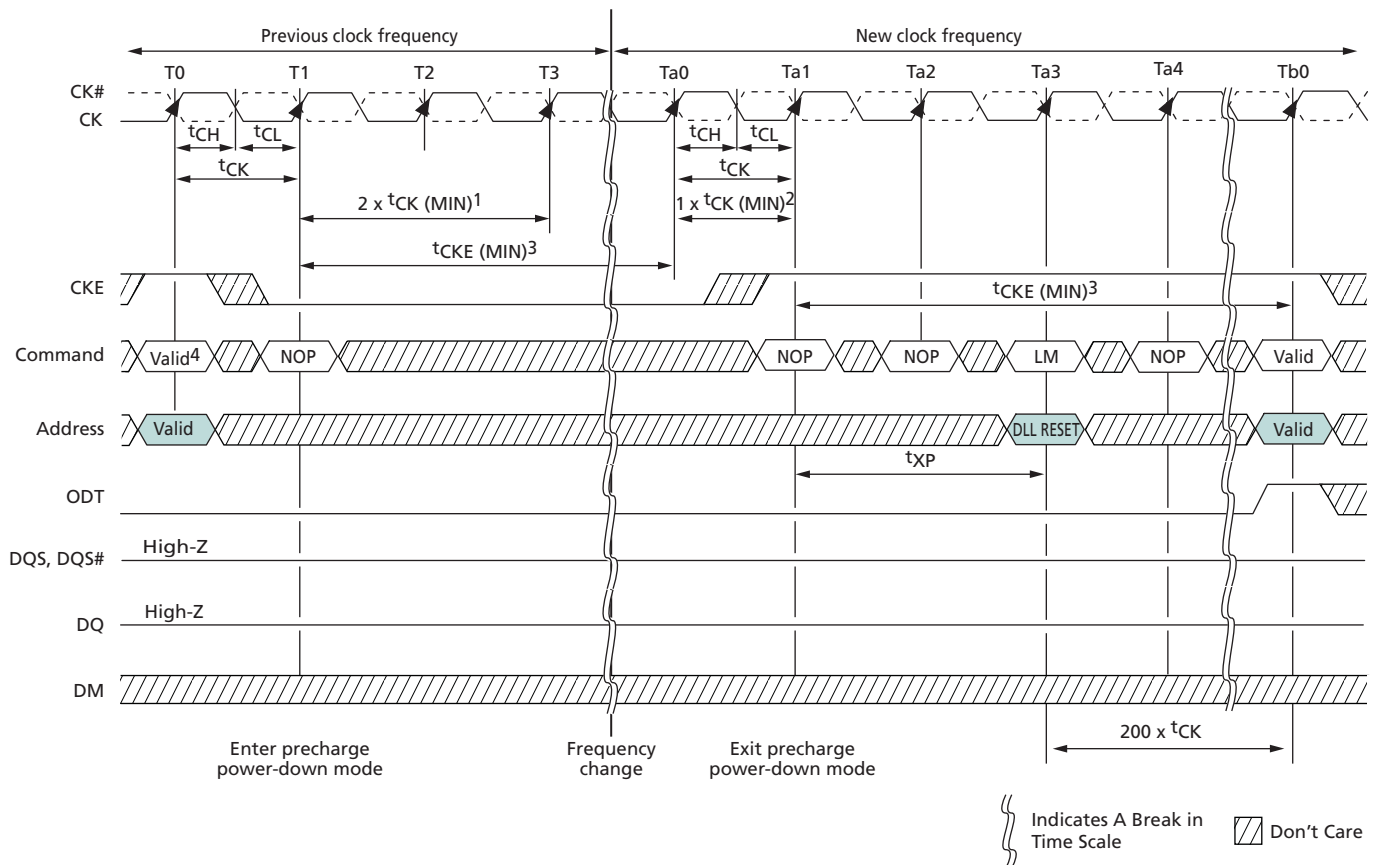 Previous clock frequency New clock frequency
T0 T1 T2 T3 Ta0 Ta1 Ta2 Ta3 Ta4 Tb0
CK#
CK
tCH tCL tCH tCL
tCK tCK
2 x tCK (MIN)1 1 x tCK (MIN)2
tCKE (MIN)3
CKE tCKE (MIN)3
Command Valid4 NOP NOP NOP LM NOP Valid
Address Valid DLL RESET Valid
tXP
ODT
High-Z
DQS, DQS#
High-Z
DQ
DM
200 x tCK
Enter precharge
power-down mode
Frequency
change
Exit precharge
power-down mode
Indicates A Break in
Time Scale
Don't Care